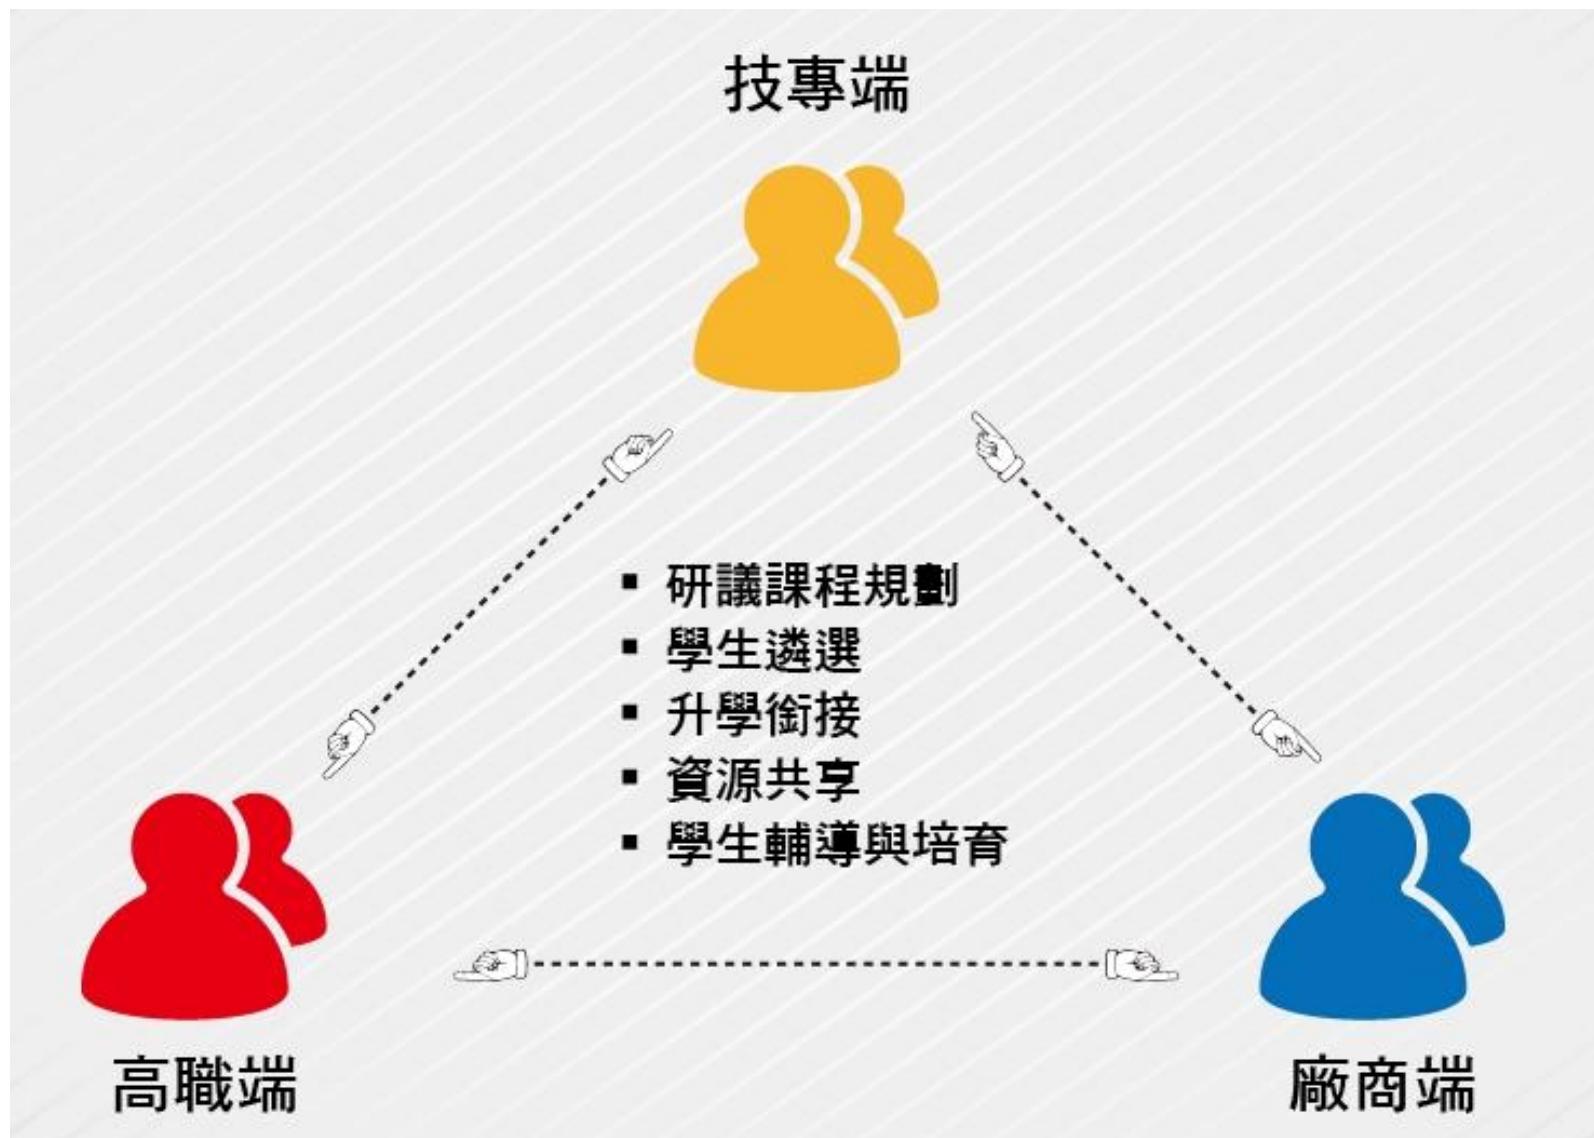 技專端
▪ 研議課程規劃
▪ 學生遴選
▪ 升學銜接
▪ 資源共享
▪ 學生輔導與培育
高職端
廠商端